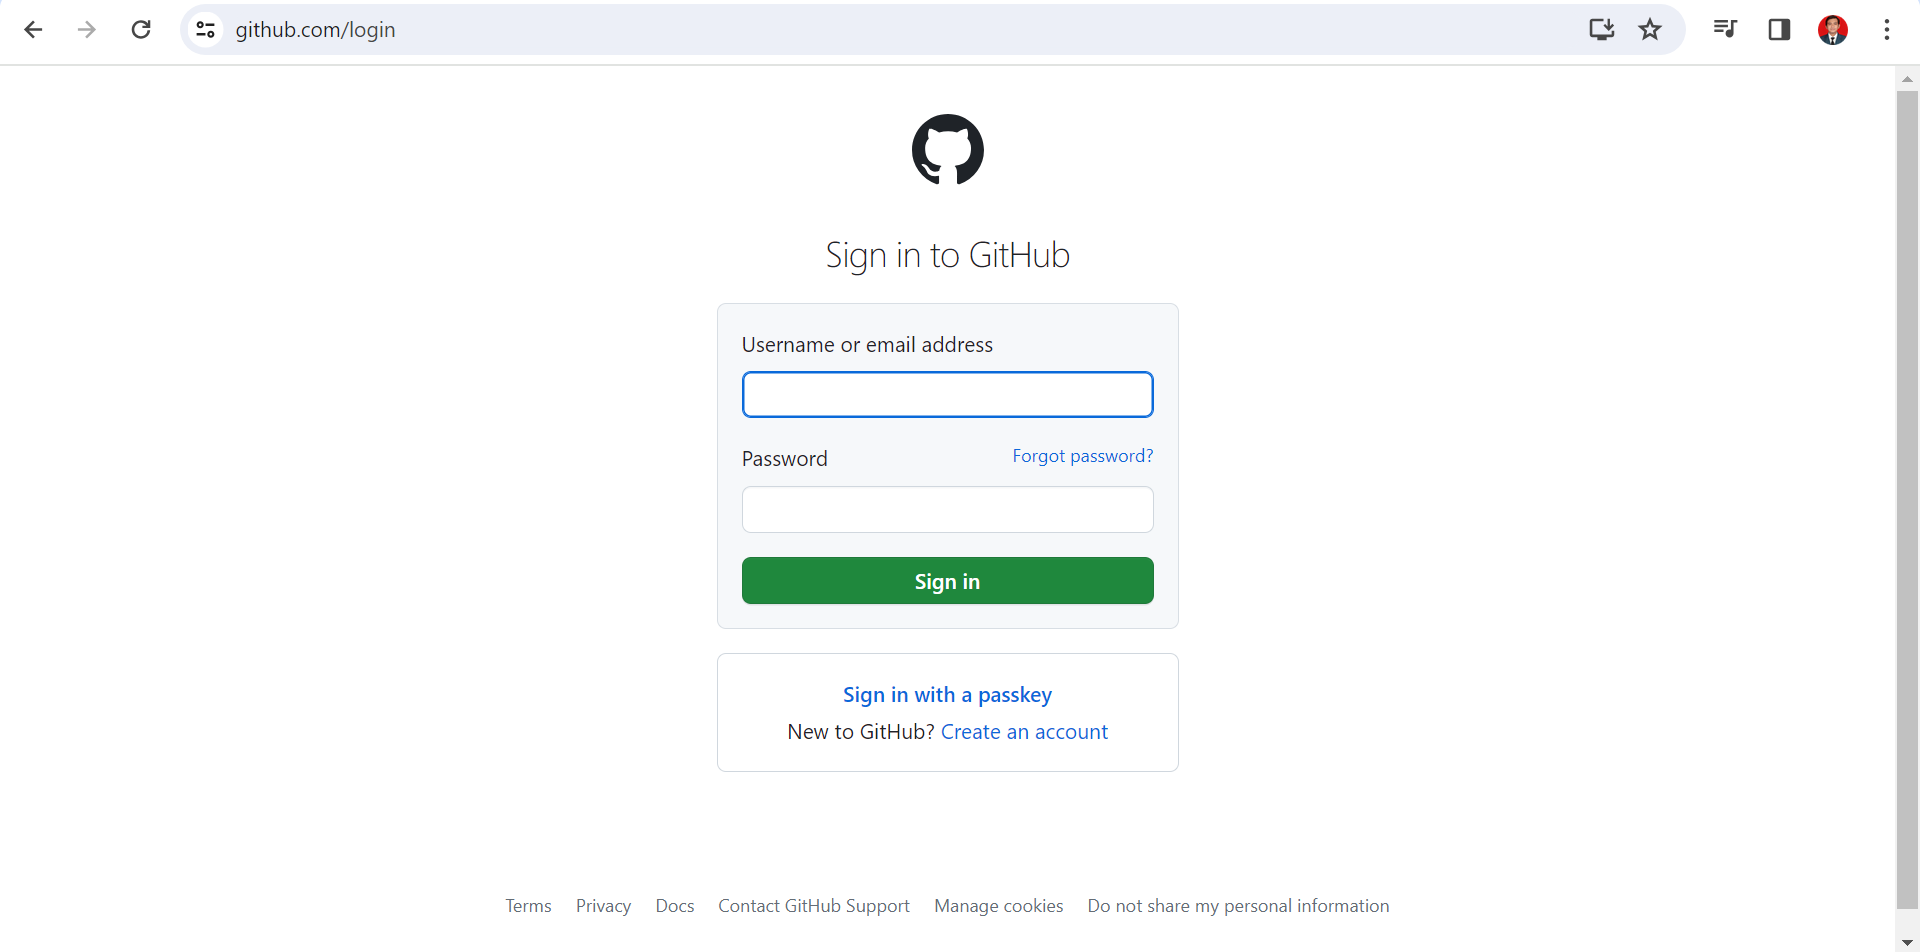 github.com/login
Sign in to GitHub
Username or email address
Password
Forgot password?
Sign in
Sign in with a passkey
New to GitHub? Create an account
Terms Privacy Docs Contact GitHub Support Manage cookies Do not share my personal information